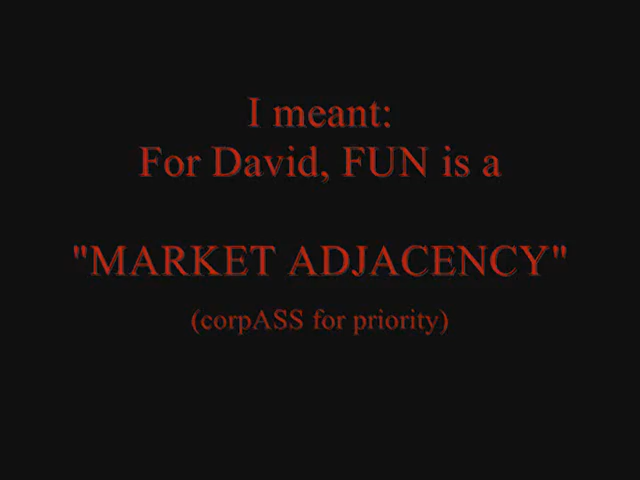 I meant:
For David, FUN is a
"MARKET ADJACENCY"
(corpASS for priority)